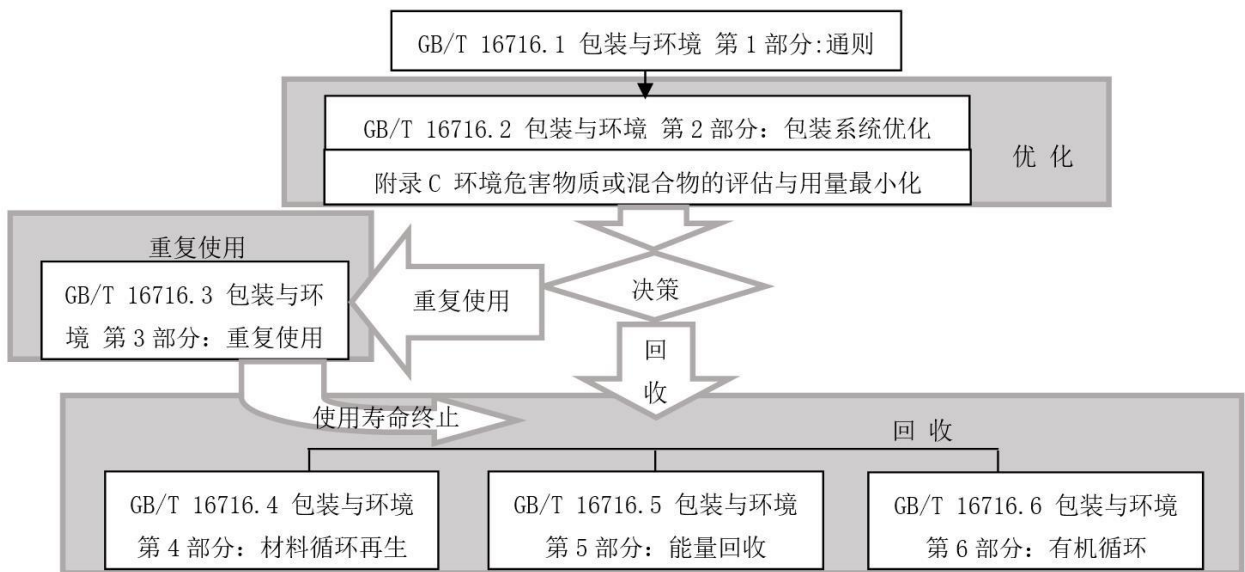 GB/T 16716.1 包装与环境 第1部分:通则
GB/T 16716.2 包装与环境 第2部分：包装系统优化
附录C 环境危害物质或混合物的评估与用量最小化
优 化
重复使用
GB/T 16716.3 包装与环
境 第3部分：重复使用
重复使用
决策
回
收
使用寿命终止
回 收
GB/T 16716.4 包装与环境
第4部分：材料循环再生
GB/T 16716.5 包装与环境
第5部分：能量回收
GB/T 16716.6 包装与环境
第6部分：有机循环